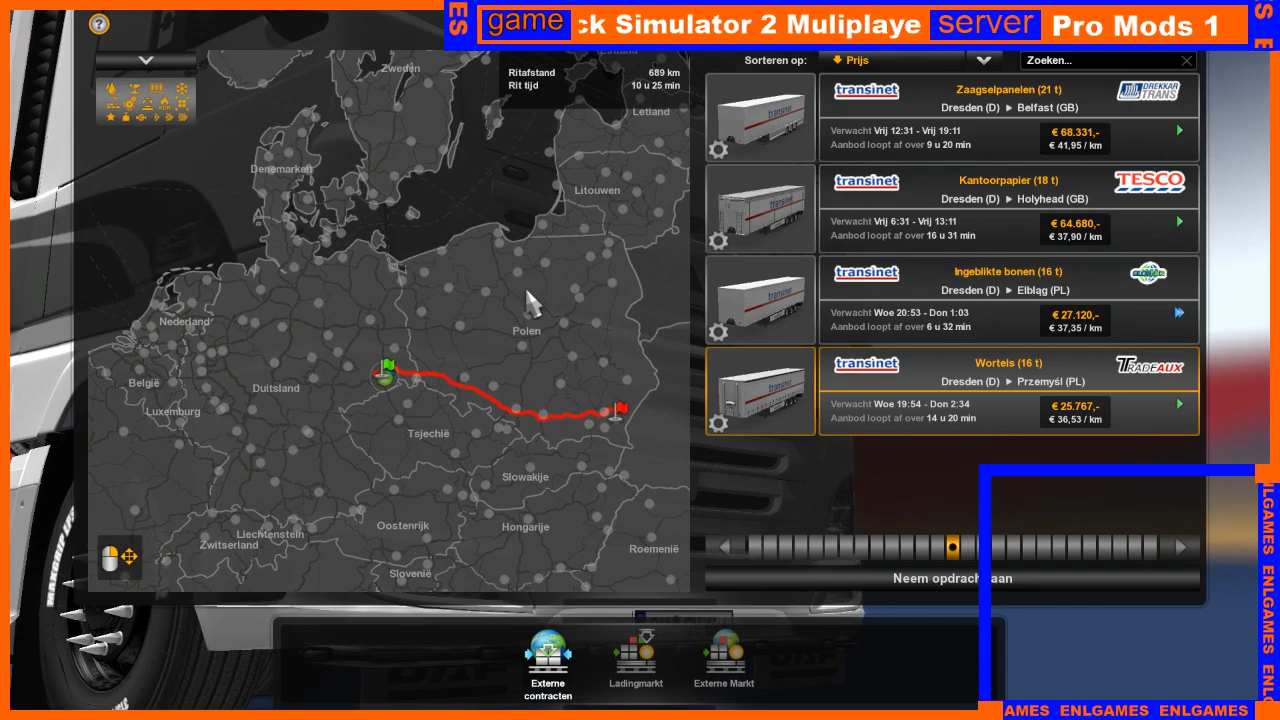 ES
game
ck Simulator 2 Muliplaye
server
Pro Mods 1
ES
E
?
Ritafstand 689 km
Rit tijd 10 u 25 min
Zweden
Estland
Letland
Denemarken
Litouwen
Nederland
Polen
België
Duitsland
Luxemburg
Tsjechië
Slowakije
Oostenrijk
Hongarije
Liechtenstein
Zwitserland
Roemenië
Slovenië
Sorteren op:
Prijs
Zoeken...
transinet
Zaagselpanelen (21 t)
DREKKAR TRANS
Dresden (D) ▸ Belfast (GB)
Verwacht Vrij 12:31 - Vrij 19:11
Aanbod loopt af over 9 u 20 min
€ 68.331,-
€ 41,95 / km
transinet
Kantoorpapier (18 t)
TESCO
Dresden (D) ▸ Holyhead (GB)
Verwacht Vrij 6:31 - Vrij 13:11
Aanbod loopt af over 16 u 31 min
€ 64.680,-
€ 37,90 / km
transinet
Ingeblikte bonen (16 t)
Dresden (D) ▸ Elbląg (PL)
Verwacht Woe 20:53 - Don 1:03
Aanbod loopt af over 6 u 32 min
€ 27.120,-
€ 37,35 / km
transinet
Wortels (16 t)
TRADEAUX
Dresden (D) ▸ Przemyśl (PL)
Verwacht Woe 19:54 - Don 2:34
Aanbod loopt af over 14 u 20 min
€ 25.767,-
€ 36,53 / km
Neem opdracht aan
Externe
contracten
Ladingmarkt
Externe Markt
NLGAMES ENLGAMES ENLG
AMES ENLGAMES ENLGAMES